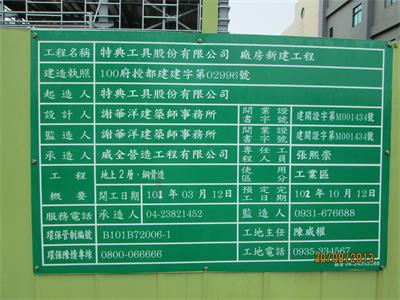 工程名稱 特典工具股份有限公司 廠房新建工程
建造執照 100府授都建建字第02996號
起造人 特典工具股份有限公司
設計人 謝華洋建築師事務所 開業證書字號 建開證字第M001434號
監造人 謝華洋建築師事務所 開業證書字號 建開證字第M001434號
承造人 威全營造工程有限公司 專任工程人員 張熙崇
工程概要 地上2層、鋼骨造 使用分區 工業區
開工日期 101年03月12日 預定完工日期 102年10月12日
服務電話 承造人 04-23821452 監造人 0931-676688
環保管制編號 B101B72006-1 工地主任 陳威權
環保陳情專線 0800-066666 工地電話 0935-334567
30/09/2013